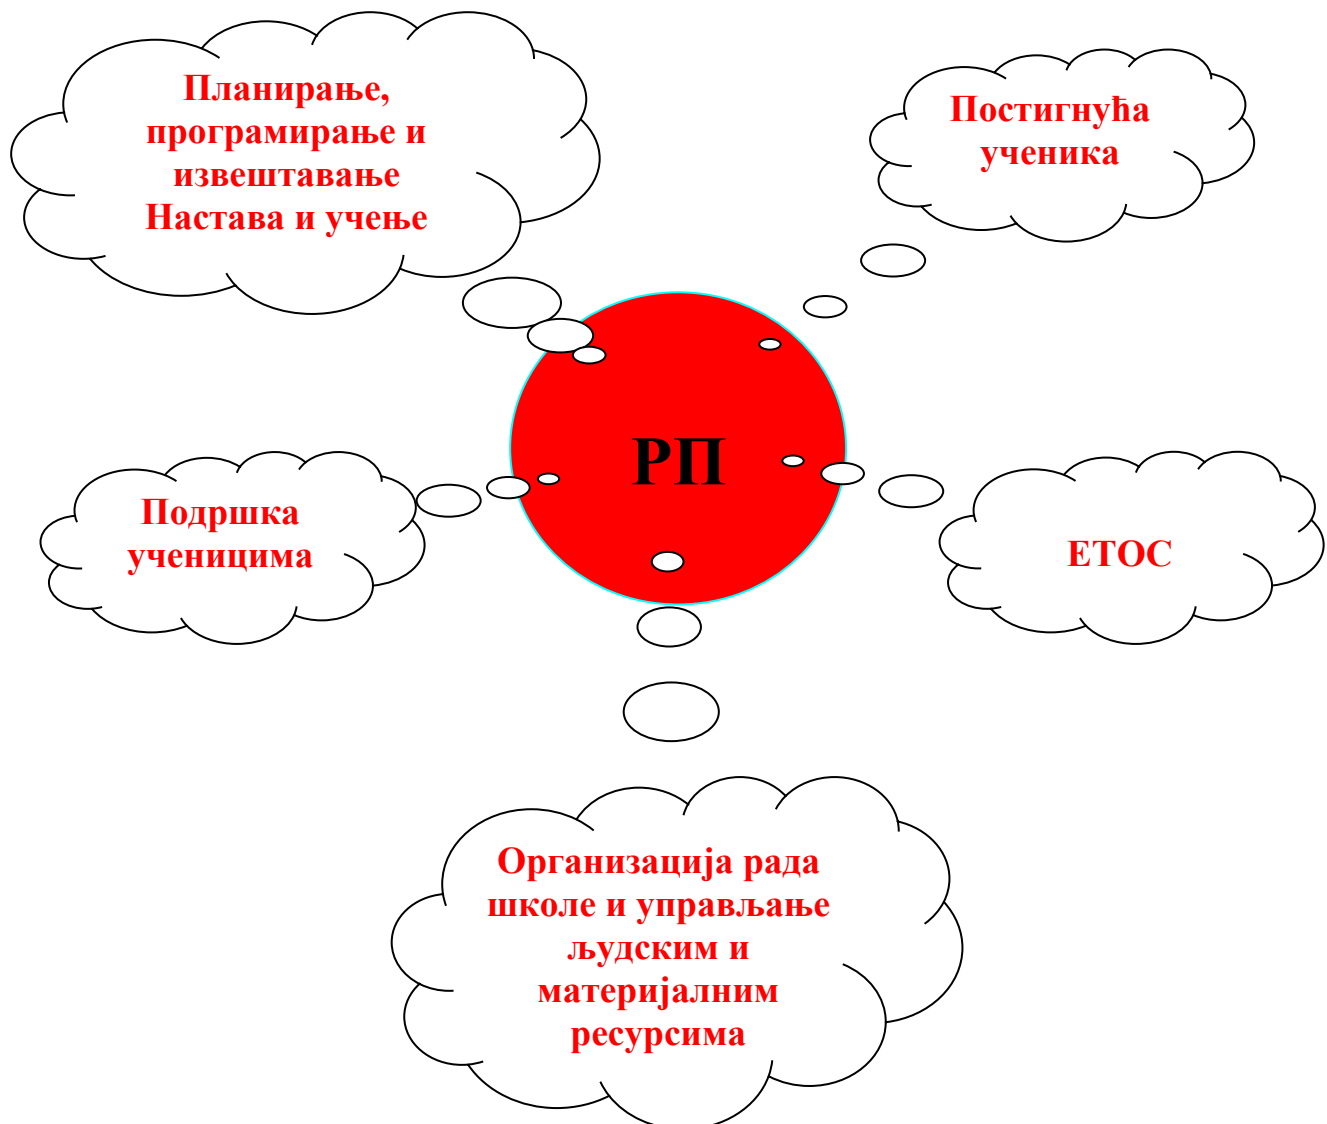 Планирање,
програмирање и
извештавање
Настава и учење
Постигнућа
ученика
РП
Подршка
ученицима
ЕТОС
Организација рада
школе и управљање
људским и
материјалним
ресурсима